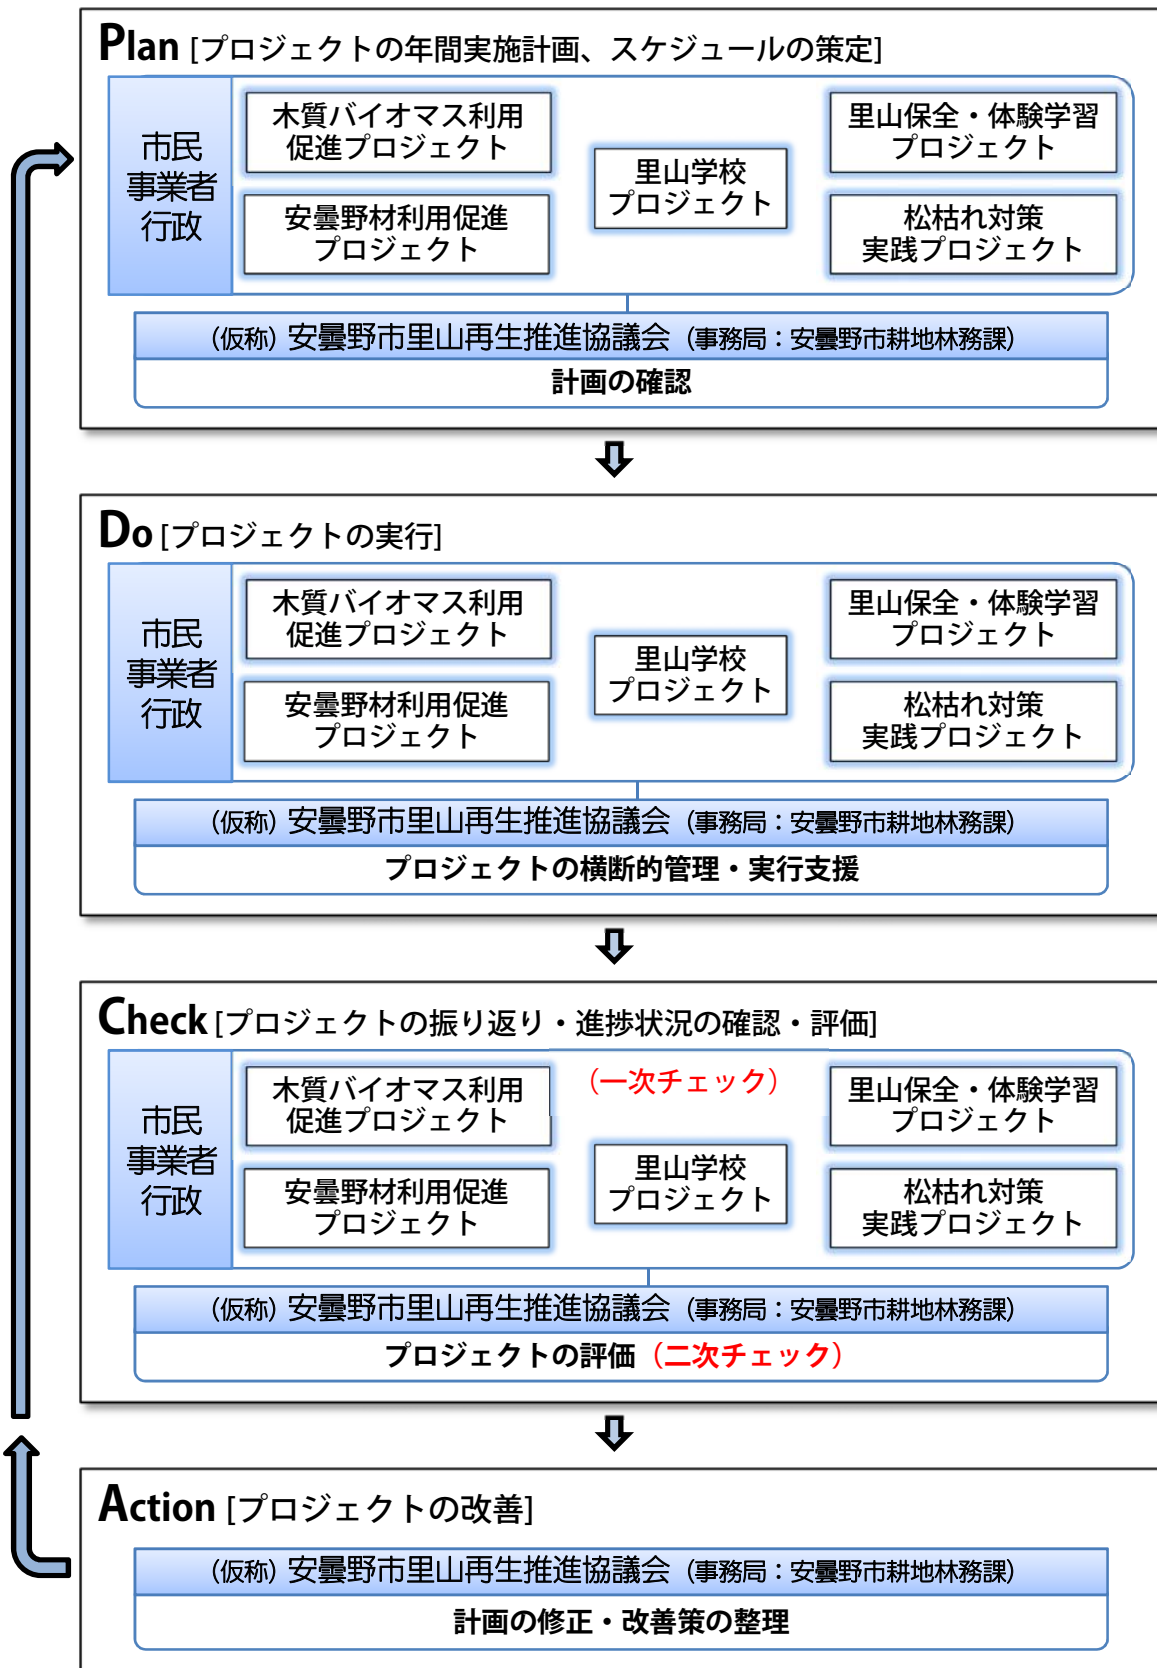 Plan [プロジェクトの年間実施計画、スケジュールの策定]
市民
事業者
行政
木質バイオマス利用
促進プロジェクト
安曇野材利用促進
プロジェクト
里山学校
プロジェクト
里山保全・体験学習
プロジェクト
松枯れ対策
実践プロジェクト
(仮称) 安曇野市里山再生推進協議会 (事務局:安曇野市耕地林務課)
計画の確認
Do [プロジェクトの実行]
市民
事業者
行政
木質バイオマス利用
促進プロジェクト
安曇野材利用促進
プロジェクト
里山学校
プロジェクト
里山保全・体験学習
プロジェクト
松枯れ対策
実践プロジェクト
(仮称) 安曇野市里山再生推進協議会 (事務局:安曇野市耕地林務課)
プロジェクトの横断的管理・実行支援
Check [プロジェクトの振り返り・進捗状況の確認・評価]
市民
事業者
行政
木質バイオマス利用
促進プロジェクト
安曇野材利用促進
プロジェクト
(一次チェック)
里山学校
プロジェクト
里山保全・体験学習
プロジェクト
松枯れ対策
実践プロジェクト
(仮称) 安曇野市里山再生推進協議会 (事務局:安曇野市耕地林務課)
プロジェクトの評価(二次チェック)
Action [プロジェクトの改善]
(仮称) 安曇野市里山再生推進協議会 (事務局:安曇野市耕地林務課)
計画の修正・改善策の整理